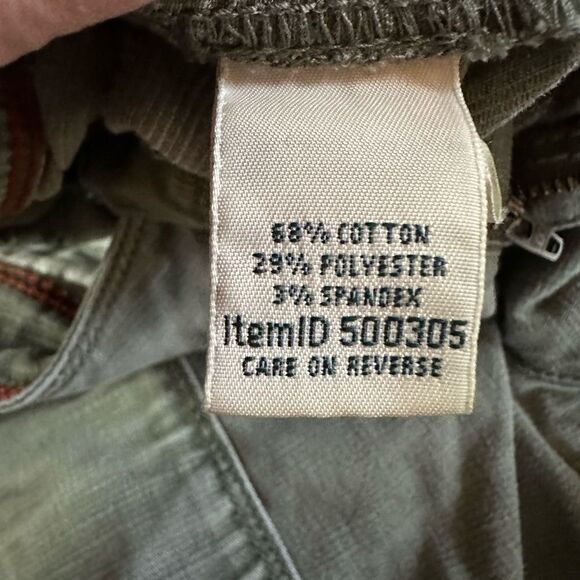 68% COTTON
29% POLYESTER
3% SPANDEX
ItemID 500305
CARE ON REVERSE